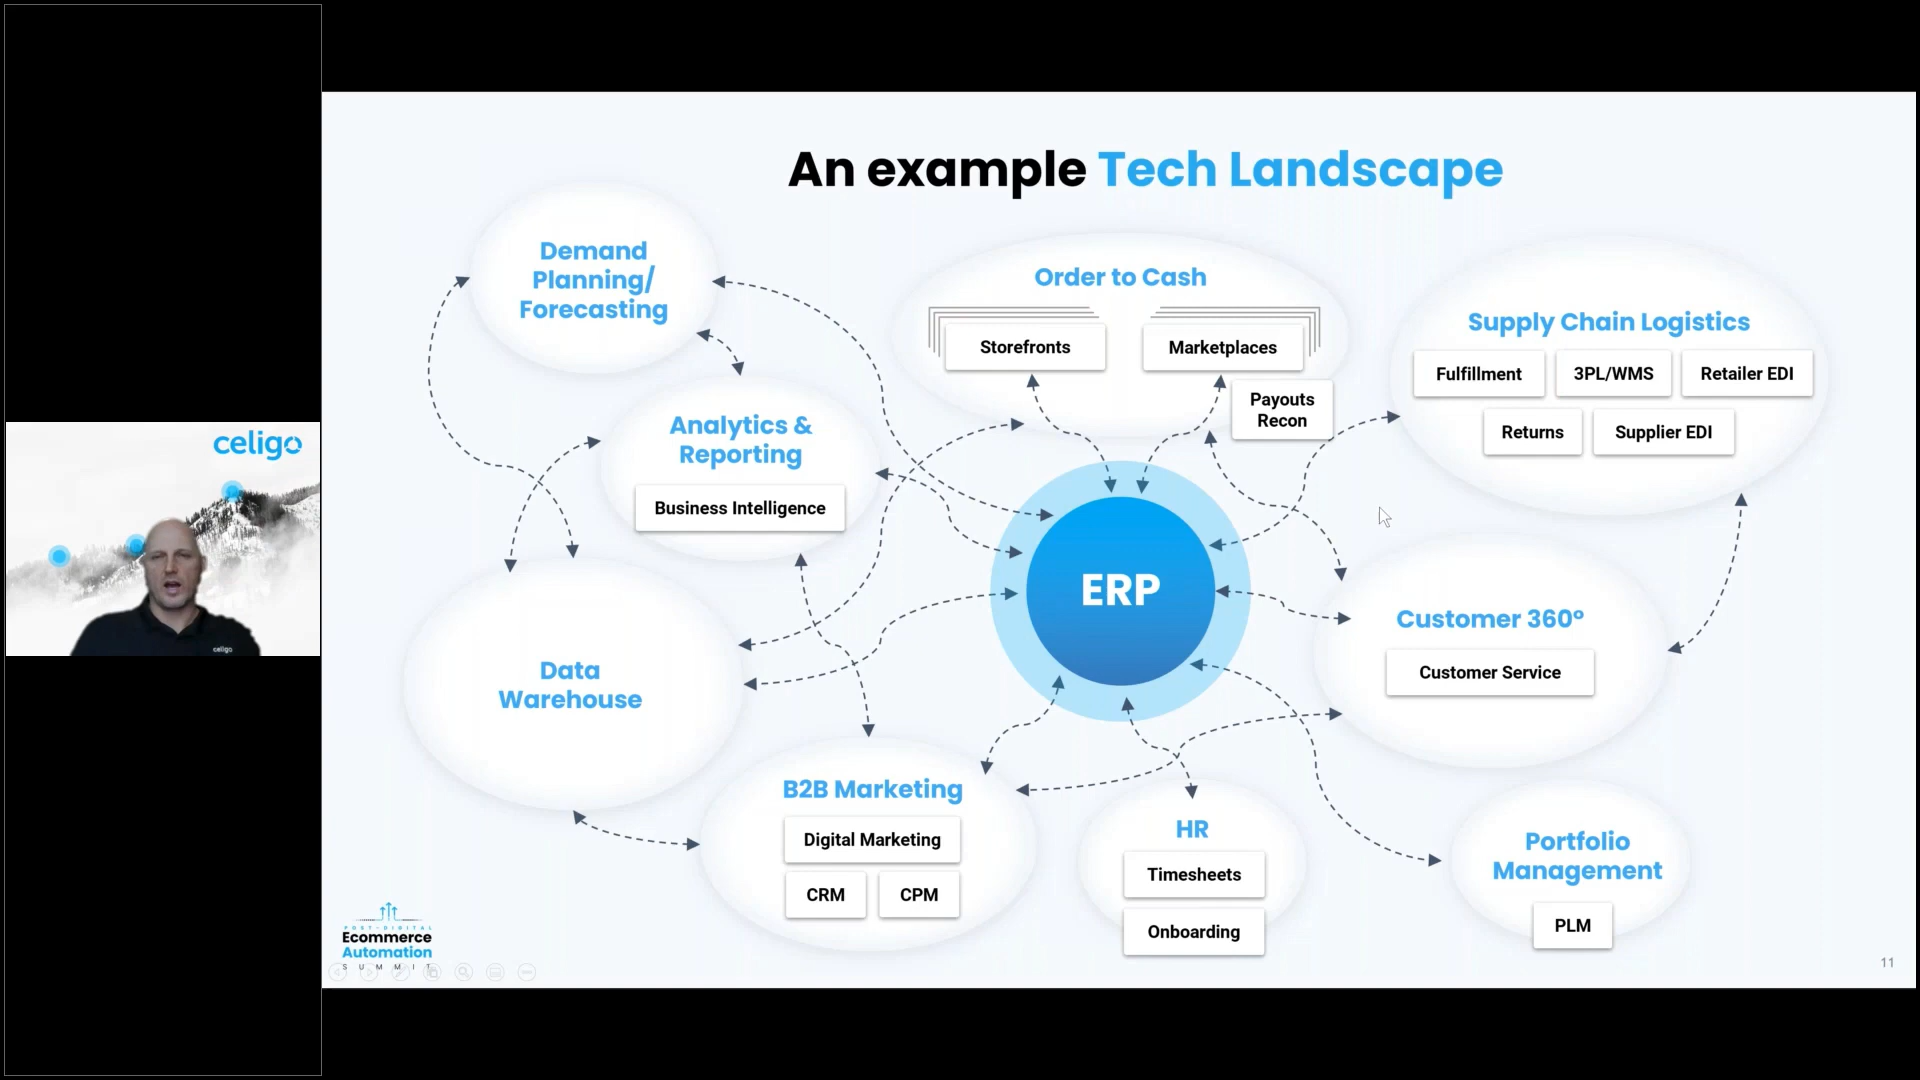 celigo
celigo
An example Tech Landscape
Demand
Planning/
Forecasting
Order to Cash
Storefronts
Marketplaces
Payouts
Recon
Supply Chain Logistics
Fulfillment
3PL/WMS
Retailer EDI
Returns
Supplier EDI
Analytics &
Reporting
Business Intelligence
ERP
Customer 360°
Customer Service
Data
Warehouse
B2B Marketing
Digital Marketing
CRM
CPM
HR
Timesheets
Onboarding
Portfolio
Management
PLM
POST-DIGITAL
Ecommerce
Automation
SUMMIT
11